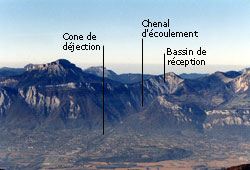 Chenal
d'écoulement
Cone de
déjection
Bassin de
réception